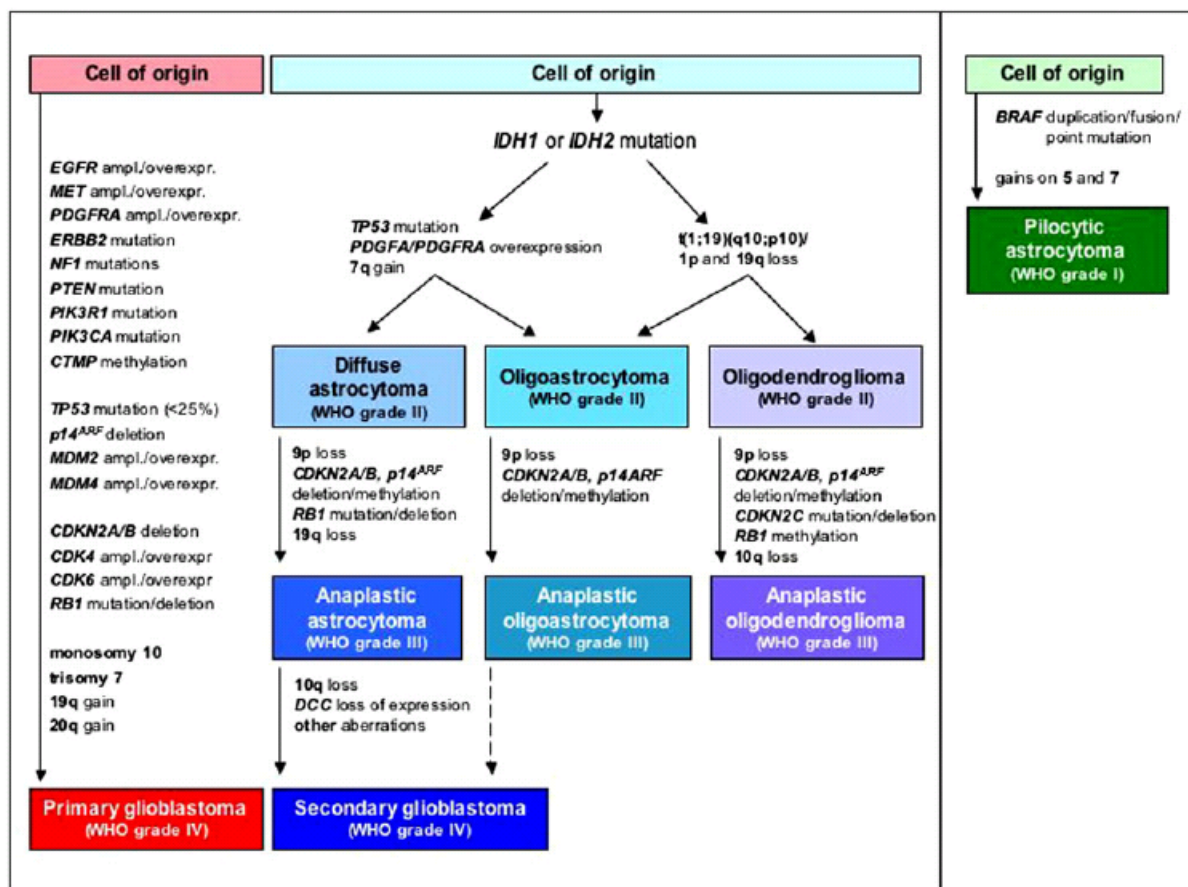 Cell of origin
EGFR ampl./overexpr.
MET ampl./overexpr.
PDGFRA ampl./overexpr.
ERBB2 mutation
NF1 mutations
PTEN mutation
PIK3R1 mutation
PIK3CA mutation
CTMP methylation
TP53 mutation (<25%)
p14ARF deletion
MDM2 ampl./overexpr.
MDM4 ampl./overexpr.
CDKN2A/B deletion
CDK4 ampl./overexpr
CDK6 ampl./overexpr
RB1 mutation/deletion
monosomy 10
trisomy 7
19q gain
20q gain
Primary glioblastoma
(WHO grade IV)
Cell of origin
IDH1 or IDH2 mutation
TP53 mutation
PDGFA/PDGFRA overexpression
7q gain
t(1;19)(q10;p10)/
1p and 19q loss
Diffuse
astrocytoma
(WHO grade II)
Oligoastrocytoma
(WHO grade II)
Oligodendroglioma
(WHO grade II)
9p loss
CDKN2A/B, p14ARF
deletion/methylation
RB1 mutation/deletion
19q loss
9p loss
CDKN2A/B, p14ARF
deletion/methylation
9p loss
CDKN2A/B, p14ARF
deletion/methylation
CDKN2C mutation/deletion
RB1 methylation
10q loss
Anaplastic
astrocytoma
(WHO grade III)
Anaplastic
oligoastrocytoma
(WHO grade III)
Anaplastic
oligodendroglioma
(WHO grade III)
10q loss
DCC loss of expression
other aberrations
Secondary glioblastoma
(WHO grade IV)
Cell of origin
BRAF duplication/fusion/
point mutation
gains on 5 and 7
Pilocytic
astrocytoma
(WHO grade I)